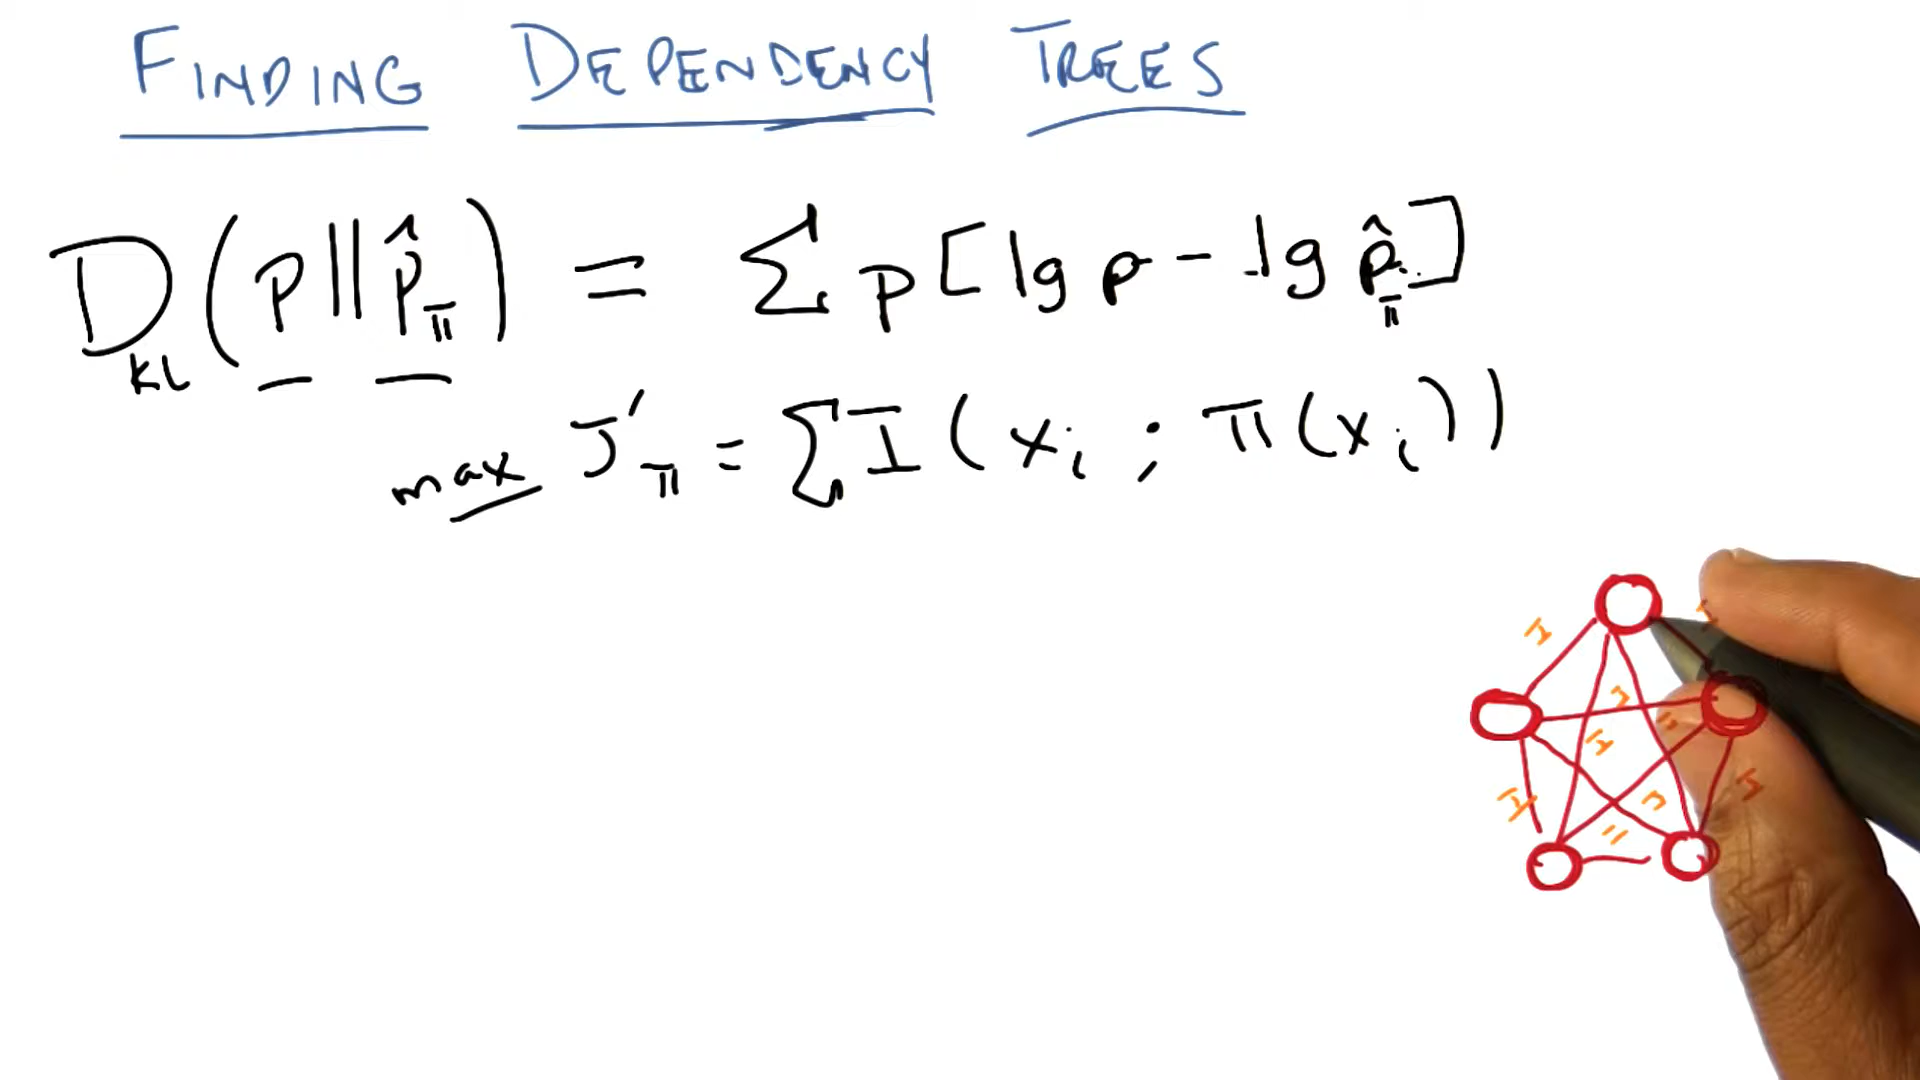 FINDING DEPENDENCY TREES
D_KL(p||p̂_π) = Σ p[lg p - lg p̂_π]
max J'_π = Σ I(x_i ; π(x_i))
I
I
I
I
I
I